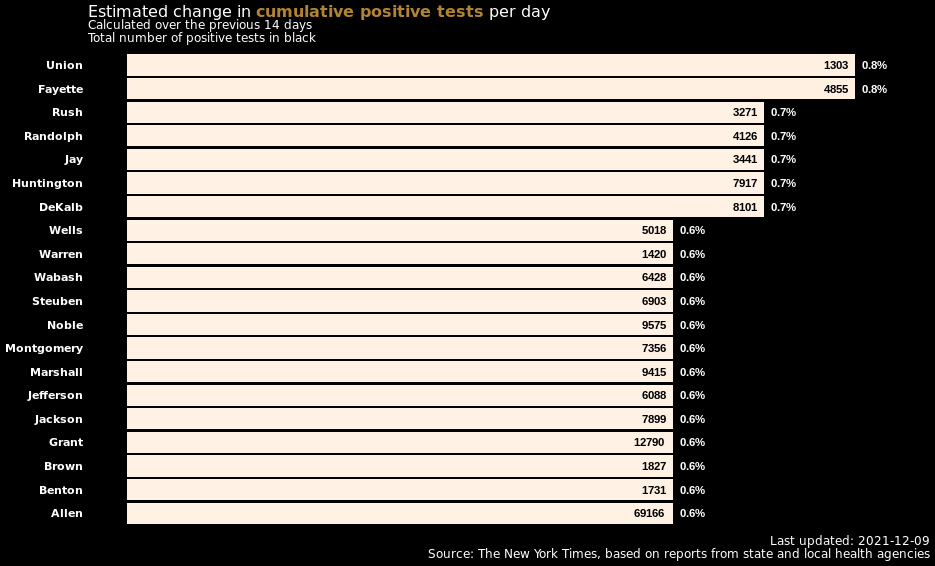 Estimated change in cumulative positive tests per day
Calculated over the previous 14 days
Total number of positive tests in black
Union 1303 0.8%
Fayette 4855 0.8%
Rush 3271 0.7%
Randolph 4126 0.7%
Jay 3441 0.7%
Huntington 7917 0.7%
DeKalb 8101 0.7%
Wells 5018 0.6%
Warren 1420 0.6%
Wabash 6428 0.6%
Steuben 6903 0.6%
Noble 9575 0.6%
Montgomery 7356 0.6%
Marshall 9415 0.6%
Jefferson 6088 0.6%
Jackson 7899 0.6%
Grant 12790 0.6%
Brown 1827 0.6%
Benton 1731 0.6%
Allen 69166 0.6%
Last updated: 2021-12-09
Source: The New York Times, based on reports from state and local health agencies